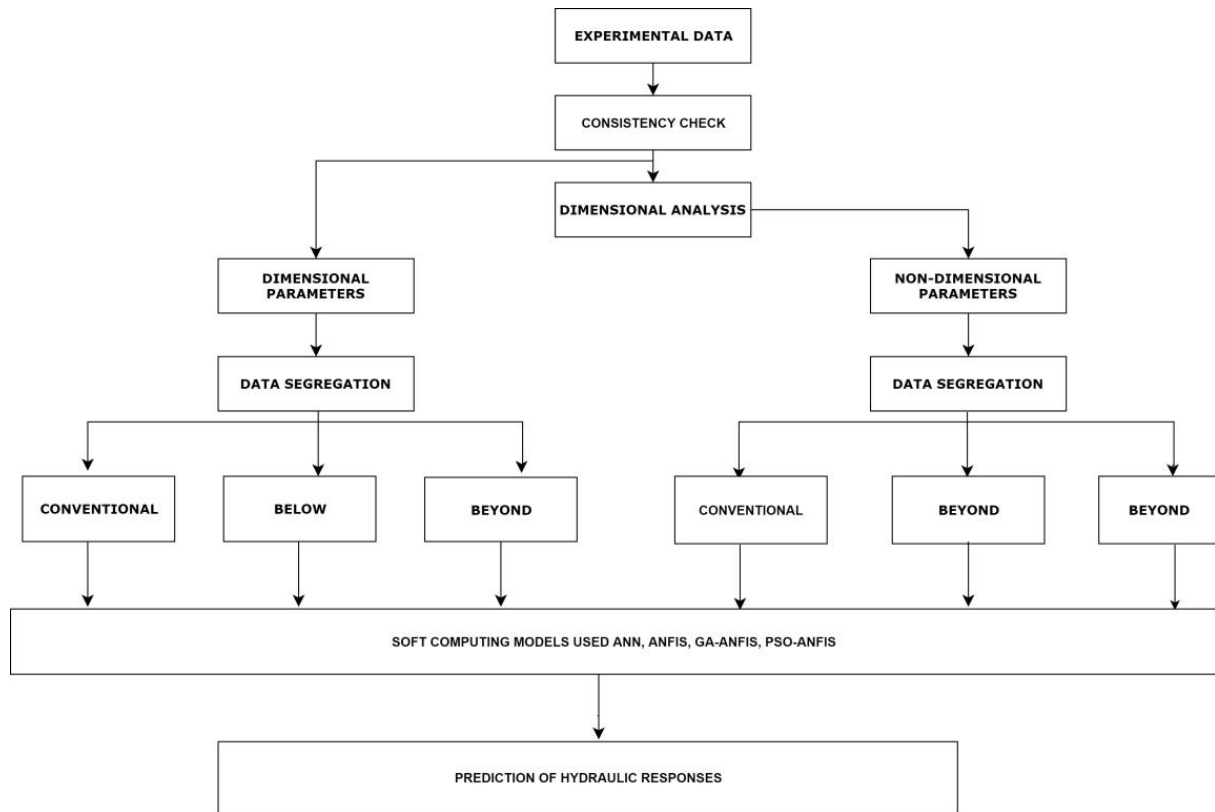 EXPERIMENTAL DATA
CONSISTENCY CHECK
DIMENSIONAL ANALYSIS
DIMENSIONAL
PARAMETERS
NON-DIMENSIONAL
PARAMETERS
DATA SEGREGATION
DATA SEGREGATION
CONVENTIONAL
BELOW
BEYOND
CONVENTIONAL
BEYOND
BEYOND
SOFT COMPUTING MODELS USED ANN, ANFIS, GA-ANFIS, PSO-ANFIS
PREDICTION OF HYDRAULIC RESPONSES